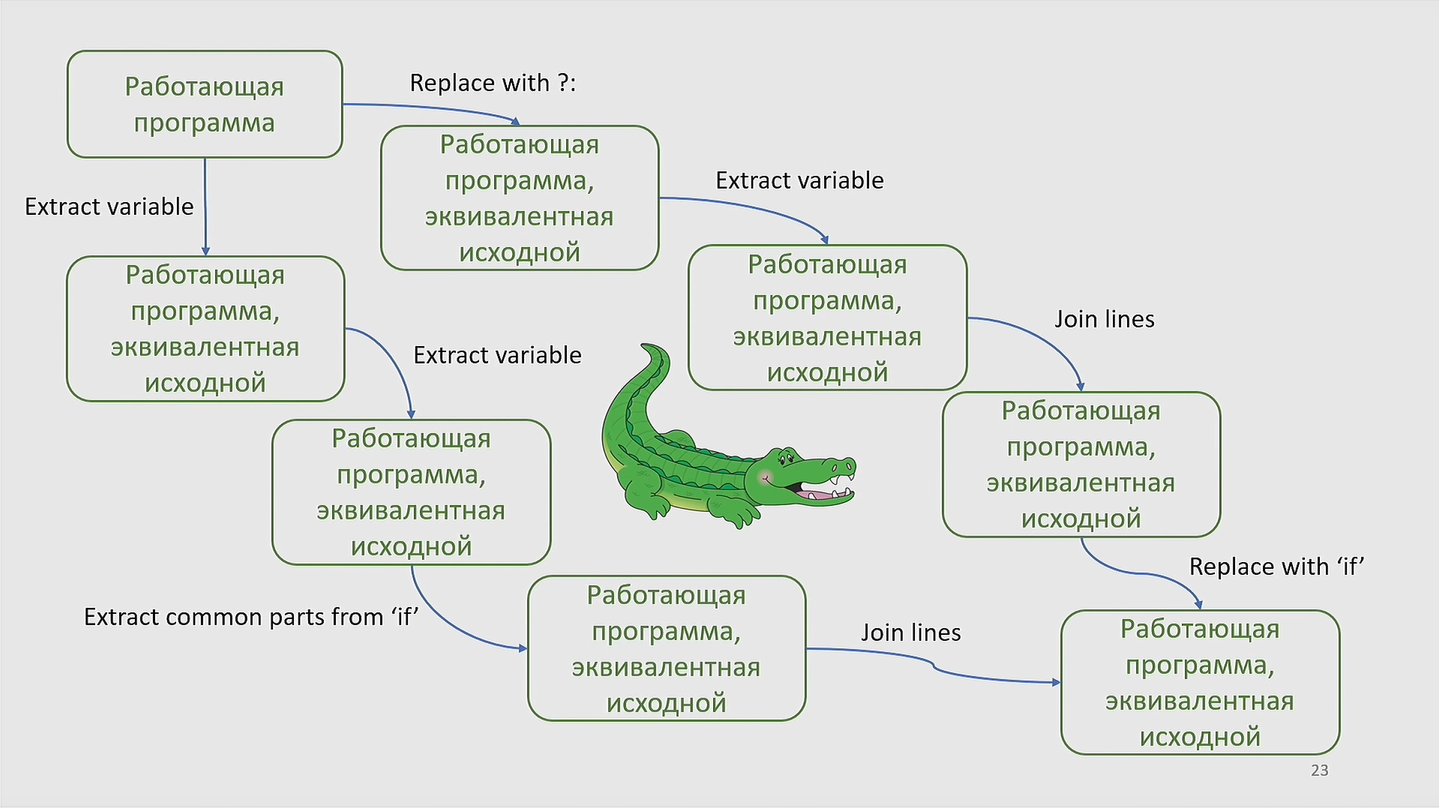 Работающая
программа
Replace with ?:
Работающая
программа,
эквивалентная
исходной
Extract variable
Extract variable
Работающая
программа,
эквивалентная
исходной
Работающая
программа,
эквивалентная
исходной
Join lines
Extract variable
Работающая
программа,
эквивалентная
исходной
Работающая
программа,
эквивалентная
исходной
Replace with ‘if’
Extract common parts from ‘if’
Работающая
программа,
эквивалентная
исходной
Join lines
Работающая
программа,
эквивалентная
исходной
23